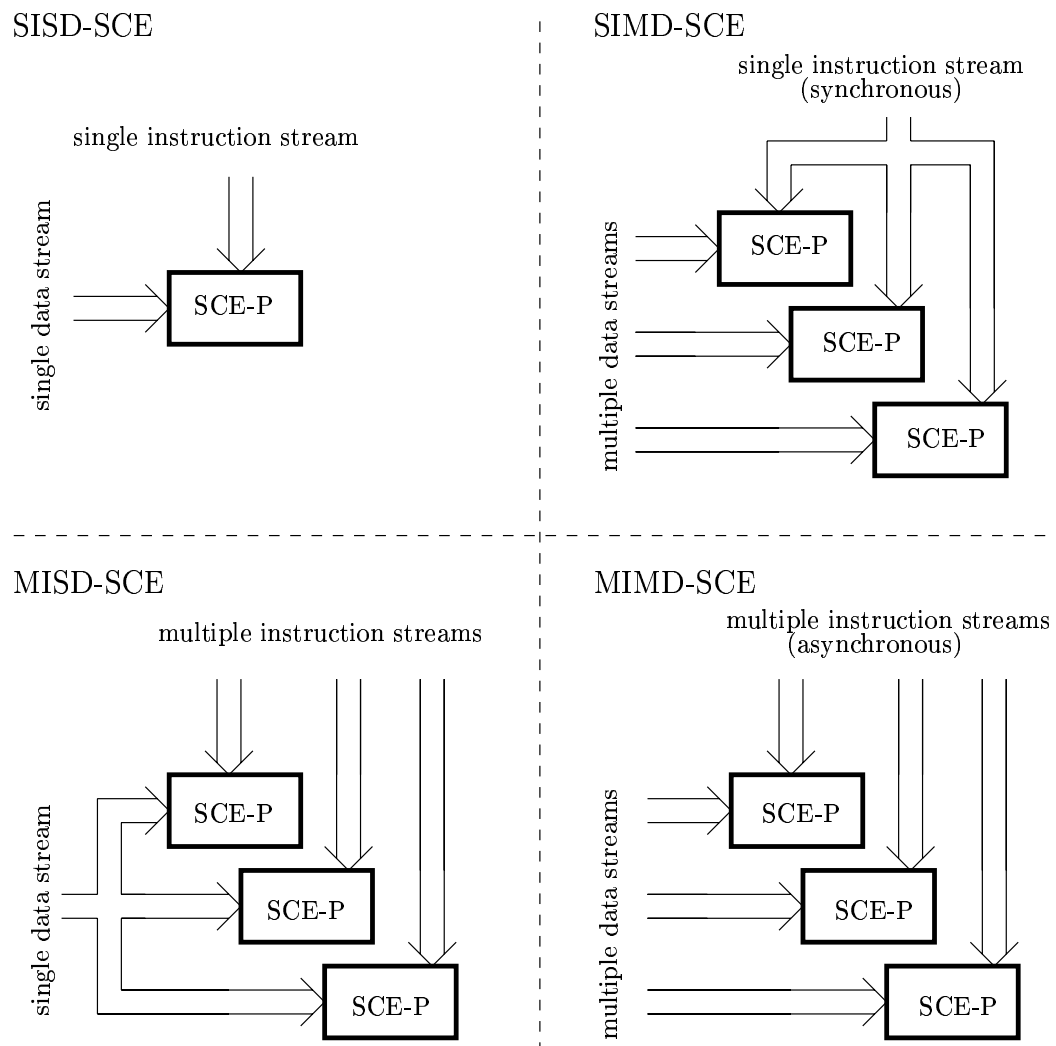 SISD-SCE
single instruction stream
single data stream
SCE-P
SIMD-SCE
single instruction stream
(synchronous)
multiple data streams
SCE-P
SCE-P
SCE-P
MISD-SCE
multiple instruction streams
single data stream
SCE-P
SCE-P
SCE-P
MIMD-SCE
multiple instruction streams
(asynchronous)
multiple data streams
SCE-P
SCE-P
SCE-P